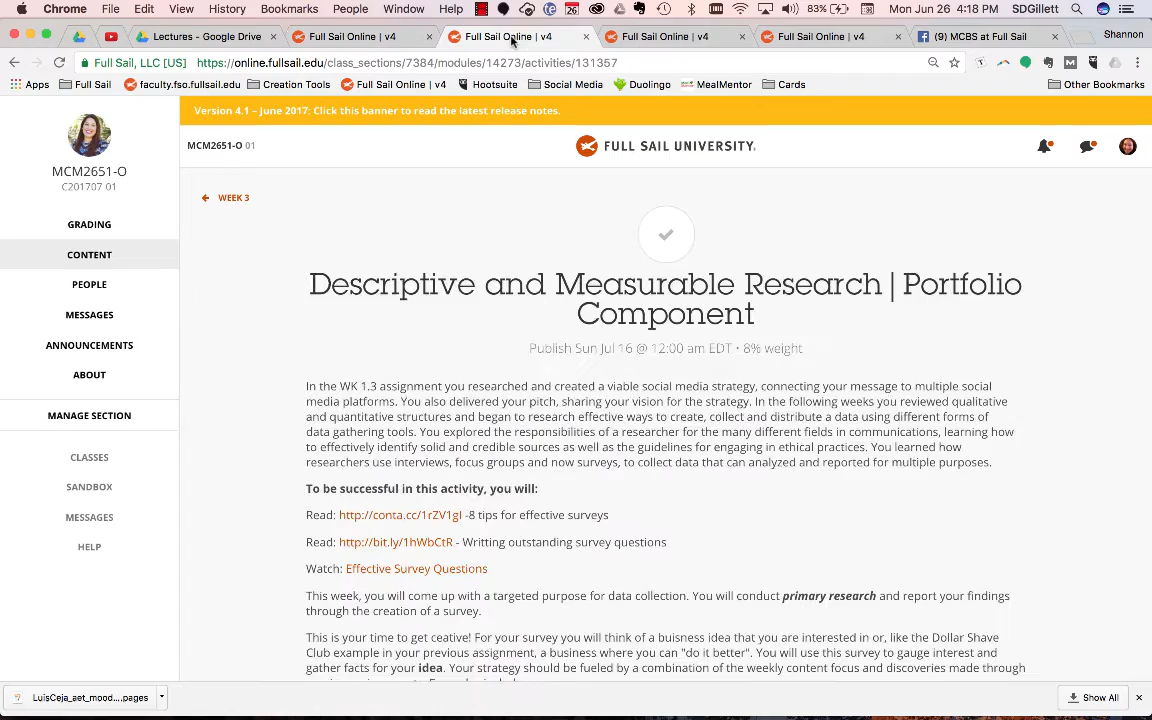 Chrome File Edit View History Bookmarks People Window Help 26 83% Mon Jun 26 4:18 PM SDGillett
Lectures - Google Drive × Full Sail Online | v4 × Full Sail Online | v4 × Full Sail Online | v4 × Full Sail Online | v4 × (9) MCBS at Full Sail Shannon
Full Sail, LLC [US] https://online.fullsail.edu/class_sections/7384/modules/14273/activities/131357
Apps Full Sail faculty.fso.fullsail.edu Creation Tools Full Sail Online | v4 Hootsuite Social Media Duolingo MealMentor Cards Other Bookmarks
Version 4.1 – June 2017: Click this banner to read the latest release notes.
MCM2651-O 01
FULL SAIL UNIVERSITY.
MCM2651-O
C201707 01
GRADING
CONTENT
PEOPLE
MESSAGES
ANNOUNCEMENTS
ABOUT
MANAGE SECTION
CLASSES
SANDBOX
MESSAGES
HELP
WEEK 3
Descriptive and Measurable Research | Portfolio
Component
Publish Sun Jul 16 @ 12:00 am EDT • 8% weight
In the WK 1.3 assignment you researched and created a viable social media strategy, connecting your message to multiple social
media platforms. You also delivered your pitch, sharing your vision for the strategy. In the following weeks you reviewed qualitative
and quantitative structures and began to research effective ways to create, collect and distribute a data using different forms of
data gathering tools. You explored the responsibilities of a researcher for the many different fields in communications, learning how
to effectively identify solid and credible sources as well as the guidelines for engaging in ethical practices. You learned how
researchers use interviews, focus groups and now surveys, to collect data that can analyzed and reported for multiple purposes.
To be successful in this activity, you will:
Read: http://conta.cc/1rZV1gI -8 tips for effective surveys
Read: http://bit.ly/1hWbCtR - Writting outstanding survey questions
Watch: Effective Survey Questions
This week, you will come up with a targeted purpose for data collection. You will conduct primary research and report your findings
through the creation of a survey.
This is your time to get ceative! For your survey you will think of a buisness idea that you are interested in or, like the Dollar Shave
Club example in your previous assignment, a business where you can "do it better". You will use this survey to gauge interest and
gather facts for your idea. Your strategy should be fueled by a combination of the weekly content focus and discoveries made through
LuisCeja_aet_mood....pages
Show All